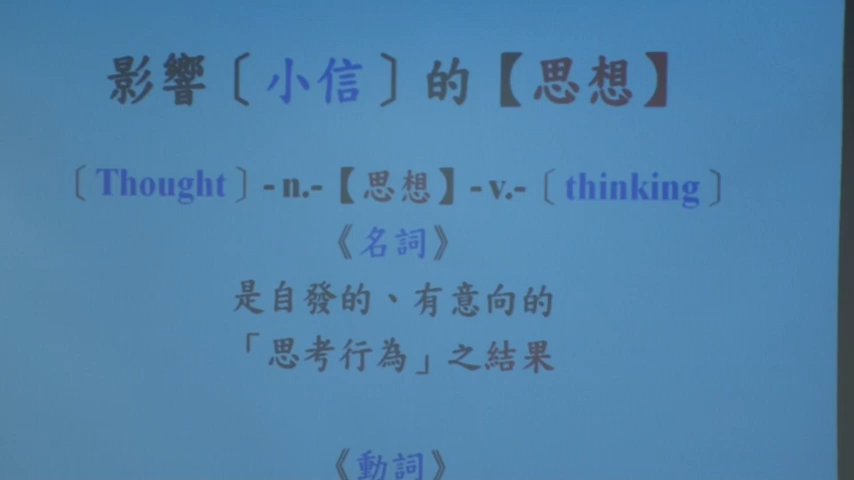 影響〔小信〕的【思想】
〔Thought〕-n.-【思想】-v.-〔thinking〕
《名詞》
是自發的、有意向的
「思考行為」之結果
《動詞》